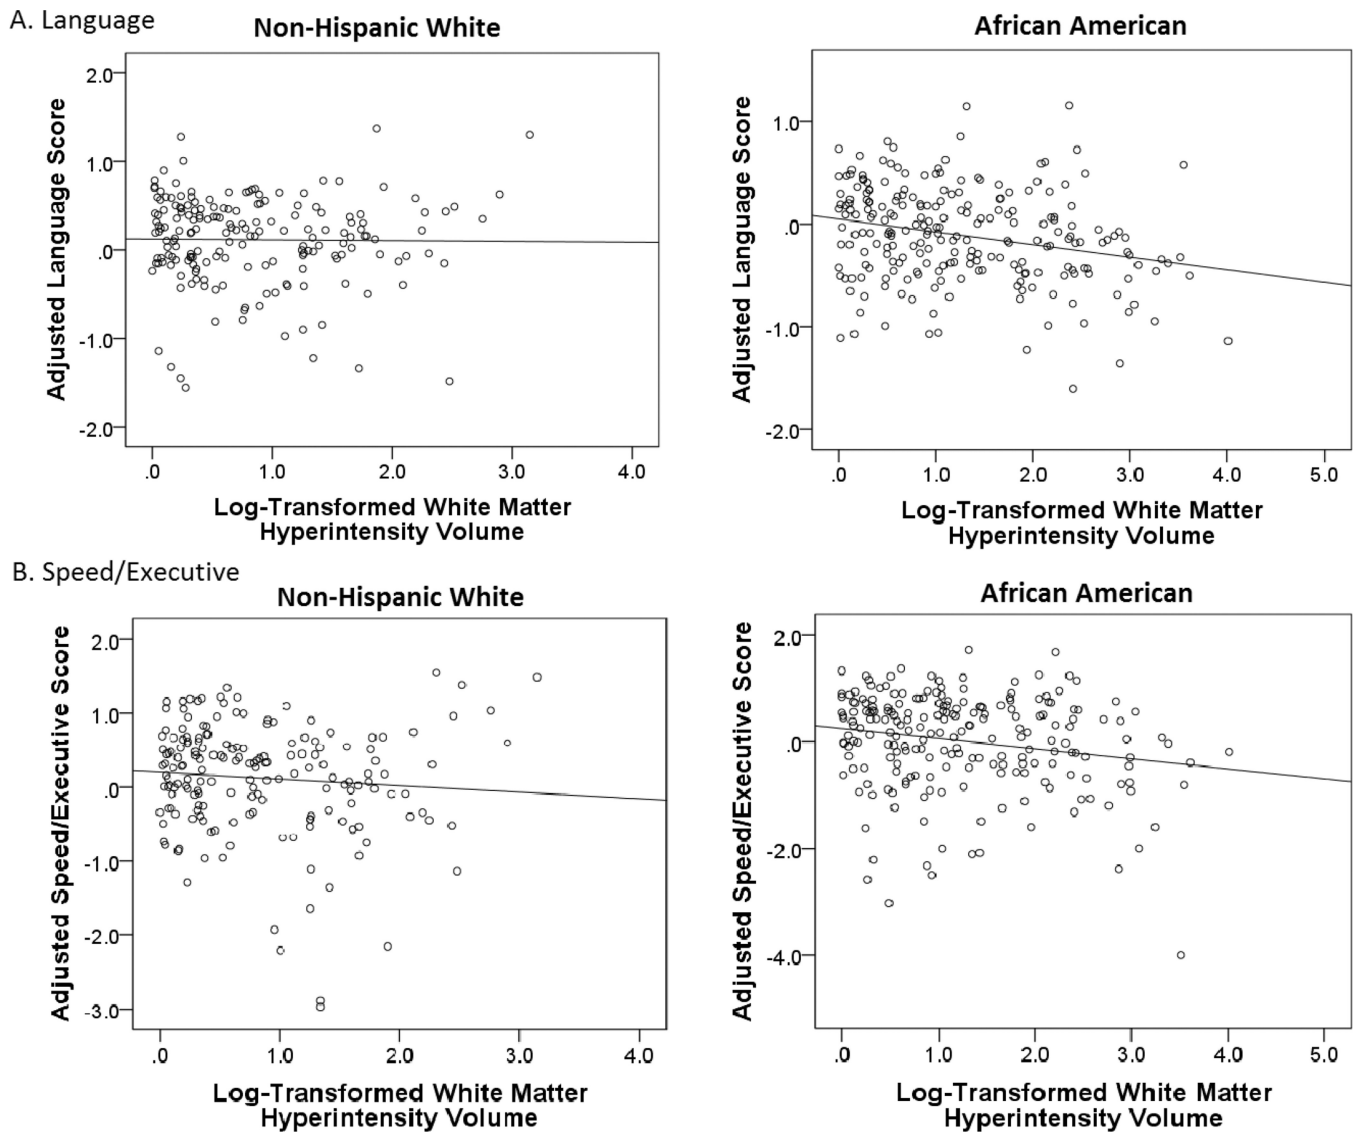 A. Language
Non-Hispanic White
African American
Adjusted Language Score
2.0
1.0
.0
-1.0
-2.0
.0 1.0 2.0 3.0 4.0
Log-Transformed White Matter
Hyperintensity Volume
Adjusted Language Score
1.0
.0
-1.0
-2.0
.0 1.0 2.0 3.0 4.0 5.0
Log-Transformed White Matter
Hyperintensity Volume
B. Speed/Executive
Non-Hispanic White
African American
Adjusted Speed/Executive Score
2.0
1.0
.0
-1.0
-2.0
-3.0
.0 1.0 2.0 3.0 4.0
Log-Transformed White Matter
Hyperintensity Volume
Adjusted Speed/Executive Score
2.0
.0
-2.0
-4.0
.0 1.0 2.0 3.0 4.0 5.0
Log-Transformed White Matter
Hyperintensity Volume